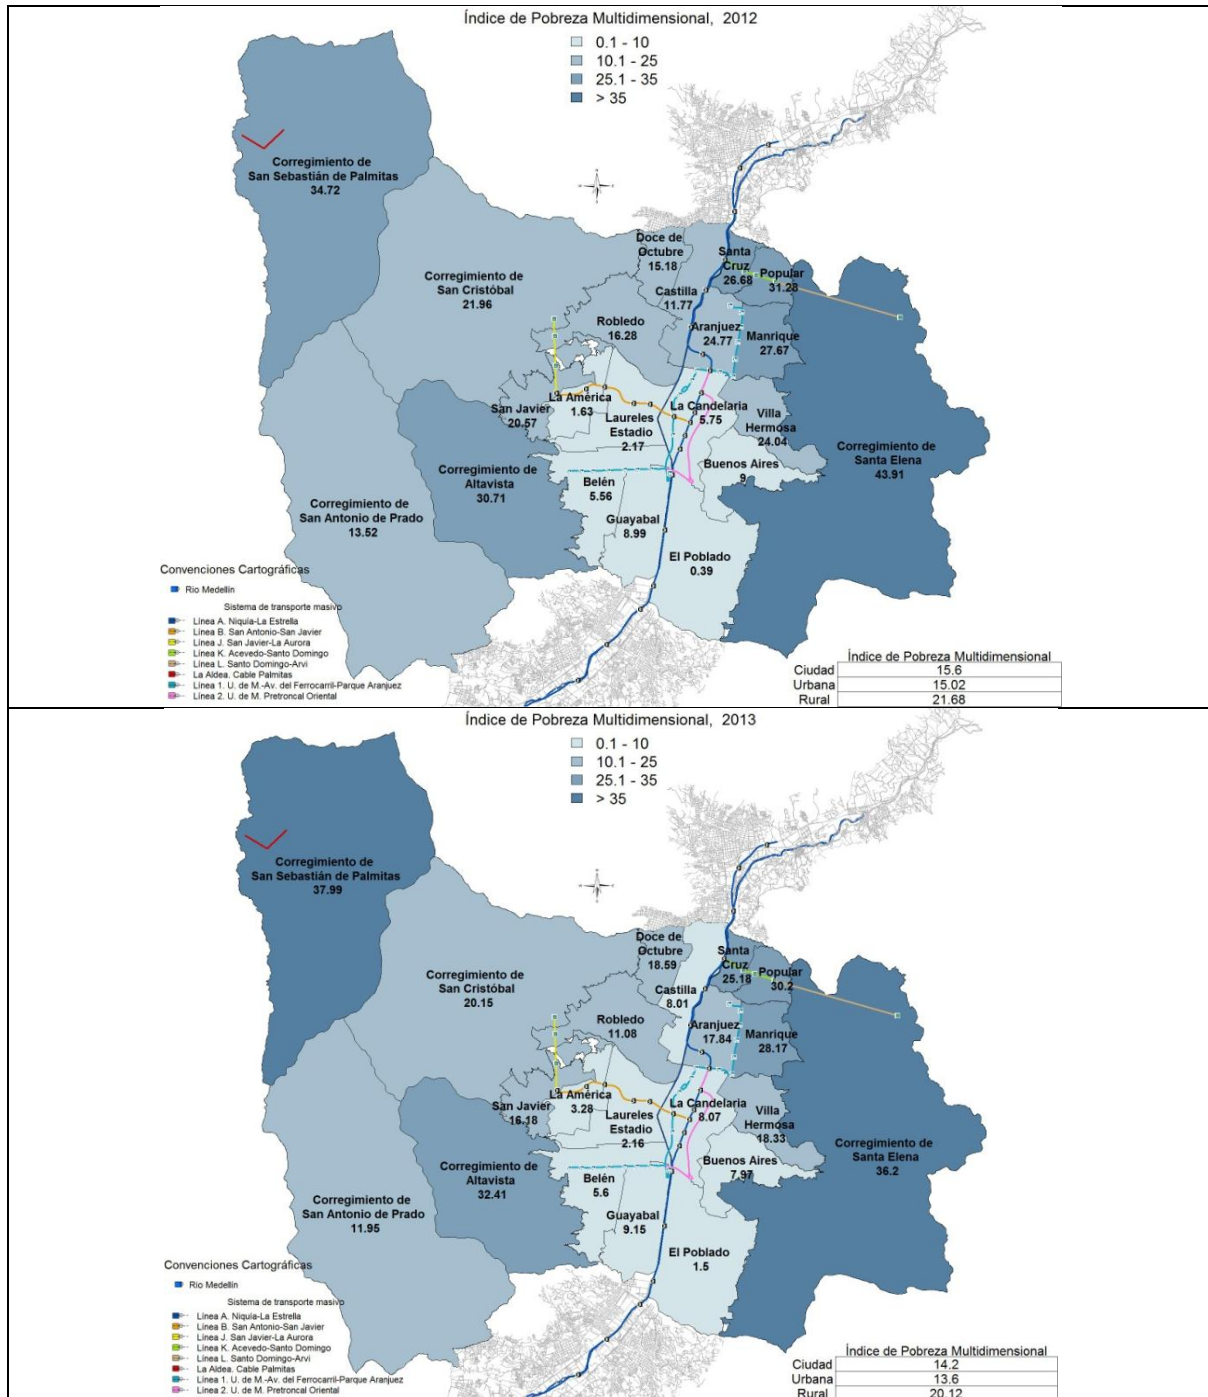 Índice de Pobreza Multidimensional, 2012
0.1 - 10
10.1 - 25
25.1 - 35
> 35
Corregimiento de
San Sebastián de Palmitas
34.72
Doce de
Octubre
15.18
Santa
Cruz
26.68
Popular
31.28
Corregimiento de
San Cristóbal
21.96
Castilla
11.77
Robledo
16.28
Aranjuez
24.77
Manrique
27.67
La América
1.63
San Javier
20.57
Laureles
Estadio
2.17
La Candelaria
5.75
Villa
Hermosa
24.04
Corregimiento de
Santa Elena
43.91
Corregimiento de
Altavista
30.71
Buenos Aires
9
Belén
5.56
Corregimiento de
San Antonio de Prado
13.52
Guayabal
8.99
El Poblado
0.39
Convenciones Cartográficas
Rio Medellín
Sistema de transporte masivo
Línea A. Niquía-La Estrella
Línea B. San Antonio-San Javier
Línea J. San Javier-La Aurora
Línea K. Acevedo-Santo Domingo
Línea L. Santo Domingo-Arvi
La Aldea. Cable Palmitas
Línea 1. U. de M.-Av. del Ferrocarril-Parque Aranjuez
Línea 2. U. de M. Pretroncal Oriental
Índice de Pobreza Multidimensional
Ciudad 15.6
Urbana 15.02
Rural 21.68
Índice de Pobreza Multidimensional, 2013
0.1 - 10
10.1 - 25
25.1 - 35
> 35
Corregimiento de
San Sebastián de Palmitas
37.99
Doce de
Octubre
18.59
Santa
Cruz
25.18
Popular
30.2
Corregimiento de
San Cristóbal
20.15
Castilla
8.01
Robledo
11.08
Aranjuez
17.84
Manrique
28.17
La América
3.28
San Javier
16.18
Laureles
Estadio
2.16
La Candelaria
8.07
Villa
Hermosa
18.33
Corregimiento de
Santa Elena
36.2
Corregimiento de
Altavista
32.41
Buenos Aires
7.97
Belén
5.6
Corregimiento de
San Antonio de Prado
11.95
Guayabal
9.15
El Poblado
1.5
Convenciones Cartográficas
Rio Medellín
Sistema de transporte masivo
Línea A. Niquía-La Estrella
Línea B. San Antonio-San Javier
Línea J. San Javier-La Aurora
Línea K. Acevedo-Santo Domingo
Línea L. Santo Domingo-Arvi
La Aldea. Cable Palmitas
Línea 1. U. de M.-Av. del Ferrocarril-Parque Aranjuez
Línea 2. U. de M. Pretroncal Oriental
Índice de Pobreza Multidimensional
Ciudad 14.2
Urbana 13.6
Rural 20.12